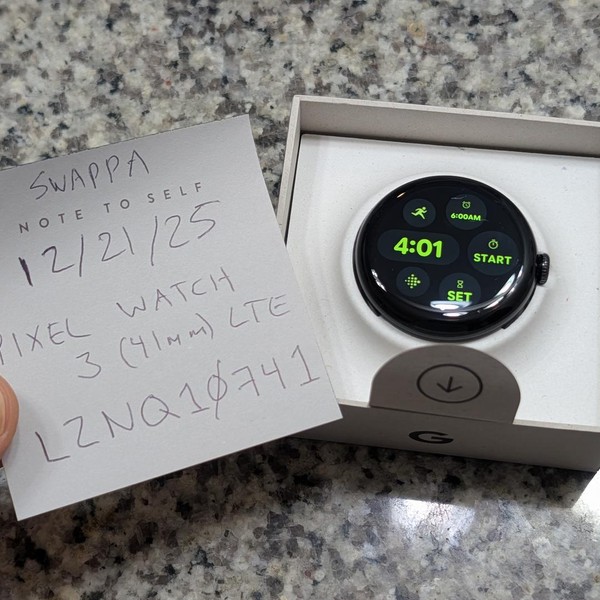 SWAPPA
NOTE TO SELF
12/21/25
PIXEL WATCH
3 (41mm) LTE
LZNQ10741
6:00AM
4:01
START
SET
G